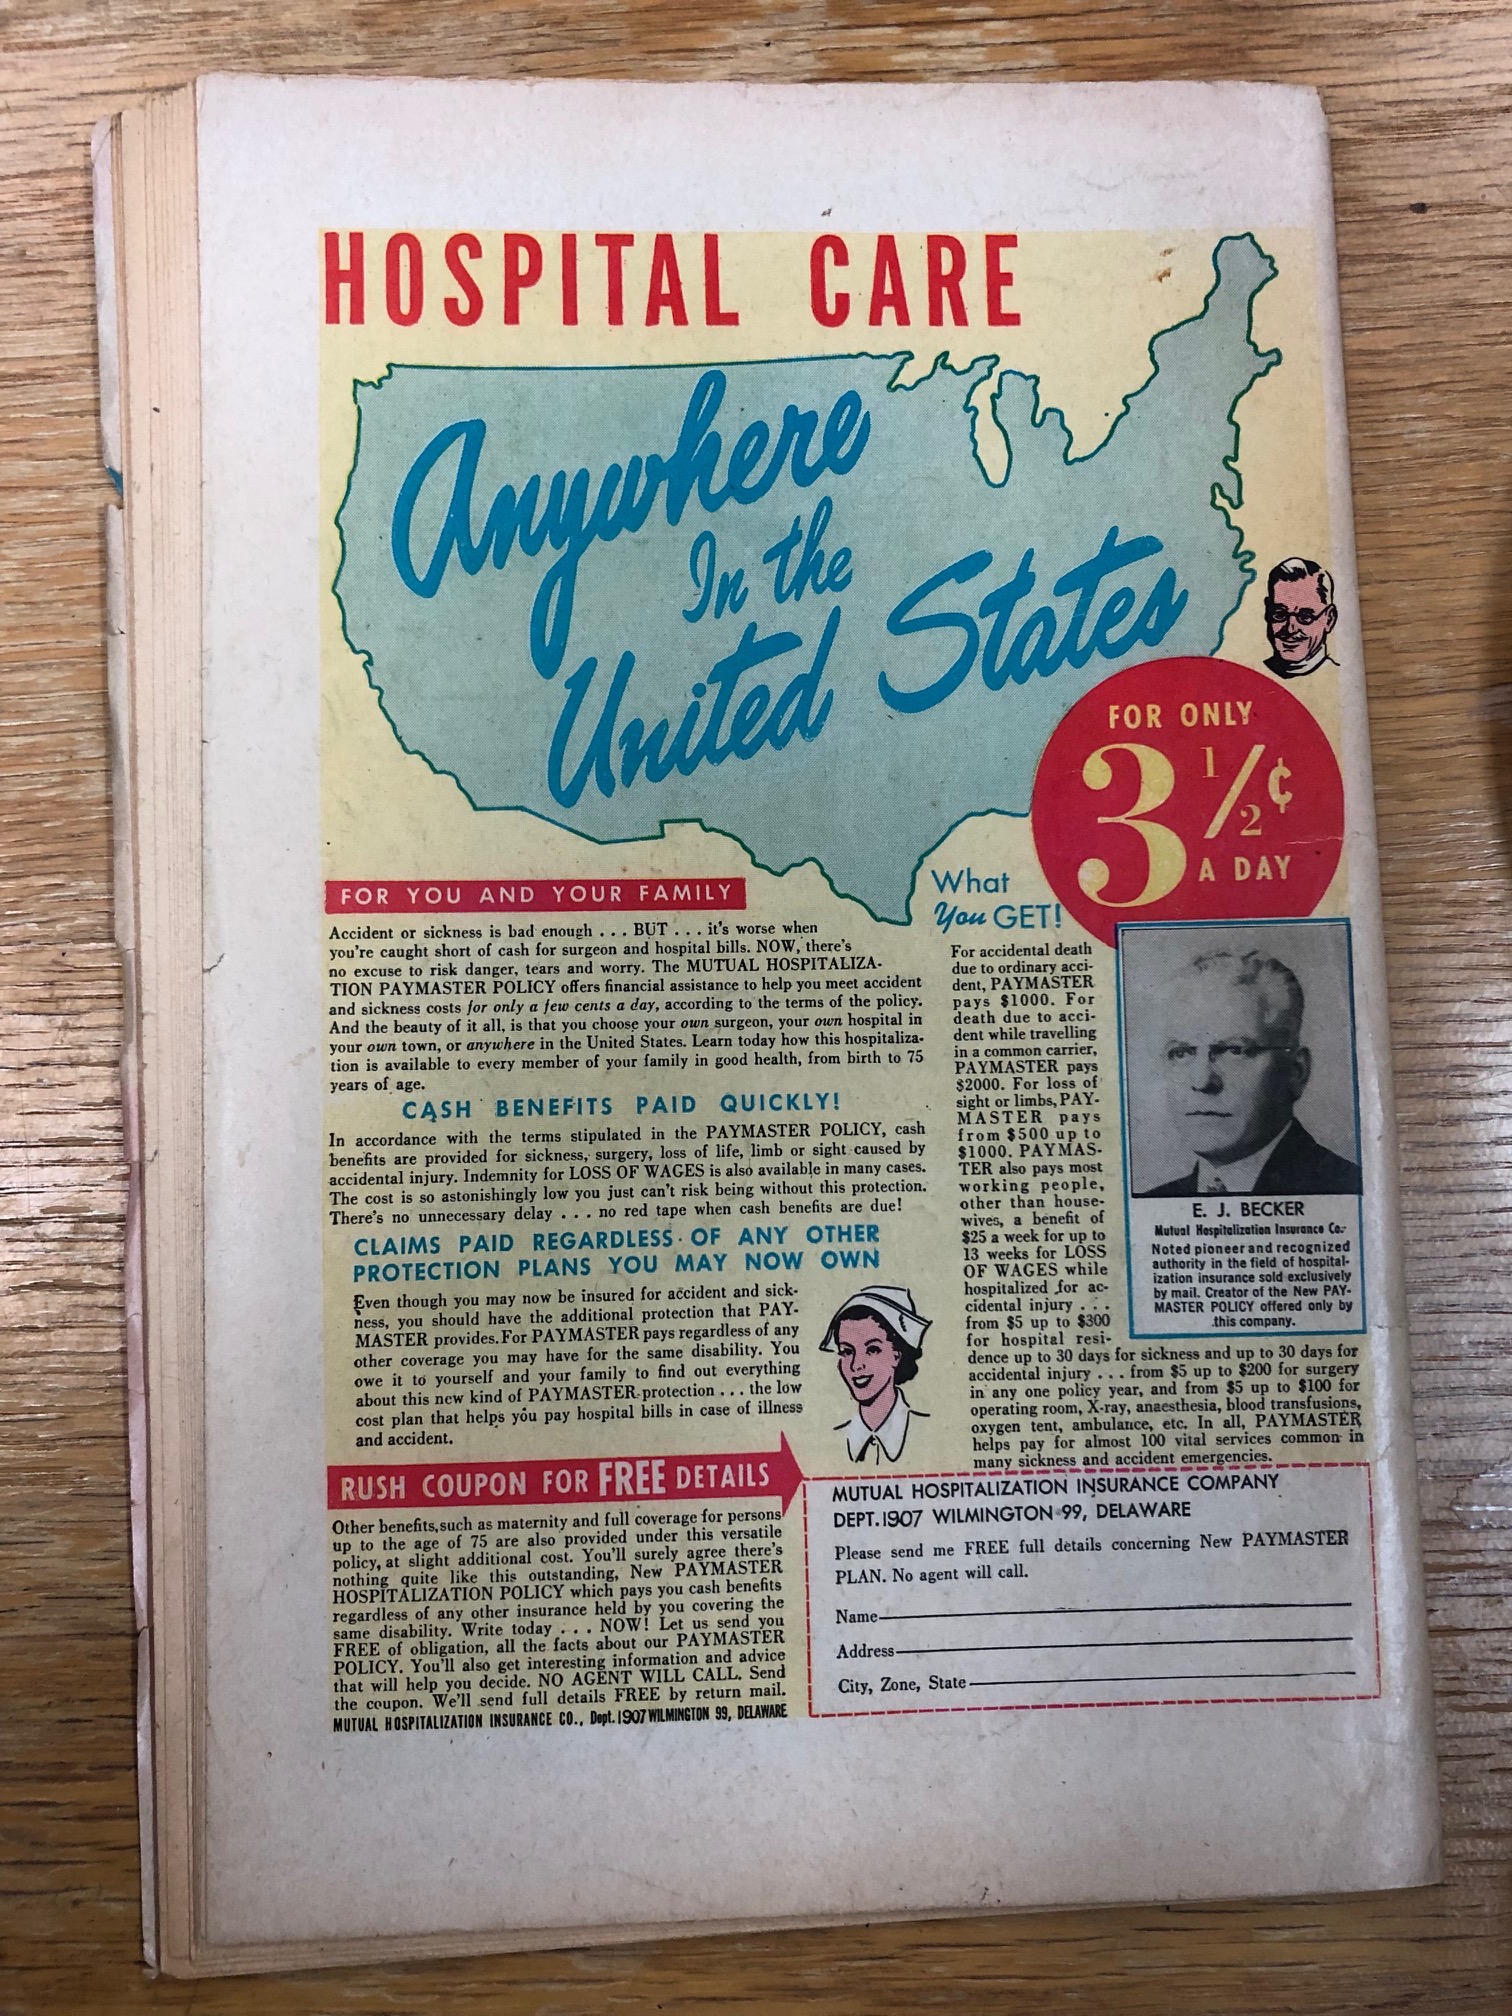 HOSPITAL CARE
Anywhere
In the
United States
FOR ONLY
3 1/2¢
A DAY
FOR YOU AND YOUR FAMILY
Accident or sickness is bad enough . . . BUT . . . it's worse when
you're caught short of cash for surgeon and hospital bills. NOW, there's
no excuse to risk danger, tears and worry. The MUTUAL HOSPITALIZA-
TION PAYMASTER POLICY offers financial assistance to help you meet accident
and sickness costs for only a few cents a day, according to the terms of the policy.
And the beauty of it all, is that you choose your own surgeon, your own hospital in
your own town, or anywhere in the United States. Learn today how this hospitaliza-
tion is available to every member of your family in good health, from birth to 75
years of age.
CASH BENEFITS PAID QUICKLY!
In accordance with the terms stipulated in the PAYMASTER POLICY, cash
benefits are provided for sickness, surgery, loss of life, limb or sight caused by
accidental injury. Indemnity for LOSS OF WAGES is also available in many cases.
The cost is so astonishingly low you just can't risk being without this protection.
There's no unnecessary delay . . . no red tape when cash benefits are due!
CLAIMS PAID REGARDLESS OF ANY OTHER
PROTECTION PLANS YOU MAY NOW OWN
Even though you may now be insured for accident and sick-
ness, you should have the additional protection that PAY-
MASTER provides. For PAYMASTER pays regardless of any
other coverage you may have for the same disability. You
owe it to yourself and your family to find out everything
about this new kind of PAYMASTER protection . . . the low
cost plan that helps you pay hospital bills in case of illness
and accident.
RUSH COUPON FOR FREE DETAILS
Other benefits, such as maternity and full coverage for persons
up to the age of 75 are also provided under this versatile
policy, at slight additional cost. You'll surely agree there's
nothing quite like this outstanding, New PAYMASTER
HOSPITALIZATION POLICY which pays you cash benefits
regardless of any other insurance held by you covering the
same disability. Write today . . . NOW! Let us send you
FREE of obligation, all the facts about our PAYMASTER
POLICY. You'll also get interesting information and advice
that will help you decide. NO AGENT WILL CALL. Send
the coupon. We'll send full details FREE by return mail.
MUTUAL HOSPITALIZATION INSURANCE CO., Dept. 1907 WILMINGTON 99, DELAWARE
What
You GET!
For accidental death
due to ordinary acci-
dent, PAYMASTER
pays $1000. For
death due to acci-
dent while travelling
in a common carrier,
PAYMASTER pays
$2000. For loss of
sight or limbs, PAY-
MASTER pays
from $500 up to
$1000. PAYMAS-
TER also pays most
working people,
other than house-
wives, a benefit of
$25 a week for up to
13 weeks for LOSS
OF WAGES while
hospitalized for ac-
cidental injury . . .
from $5 up to $300
for hospital resi-
dence up to 30 days for sickness and up to 30 days for
accidental injury . . . from $5 up to $200 for surgery
in any one policy year, and from $5 up to $100 for
operating room, X-ray, anaesthesia, blood transfusions,
oxygen tent, ambulance, etc. In all, PAYMASTER
helps pay for almost 100 vital services common in
many sickness and accident emergencies.
E. J. BECKER
Mutual Hospitalization Insurance Co.
Noted pioneer and recognized
authority in the field of hospital-
ization insurance sold exclusively
by mail. Creator of the New PAY-
MASTER POLICY offered only by
this company.
MUTUAL HOSPITALIZATION INSURANCE COMPANY
DEPT. 1907 WILMINGTON 99, DELAWARE
Please send me FREE full details concerning New PAYMASTER
PLAN. No agent will call.
Name
Address
City, Zone, State